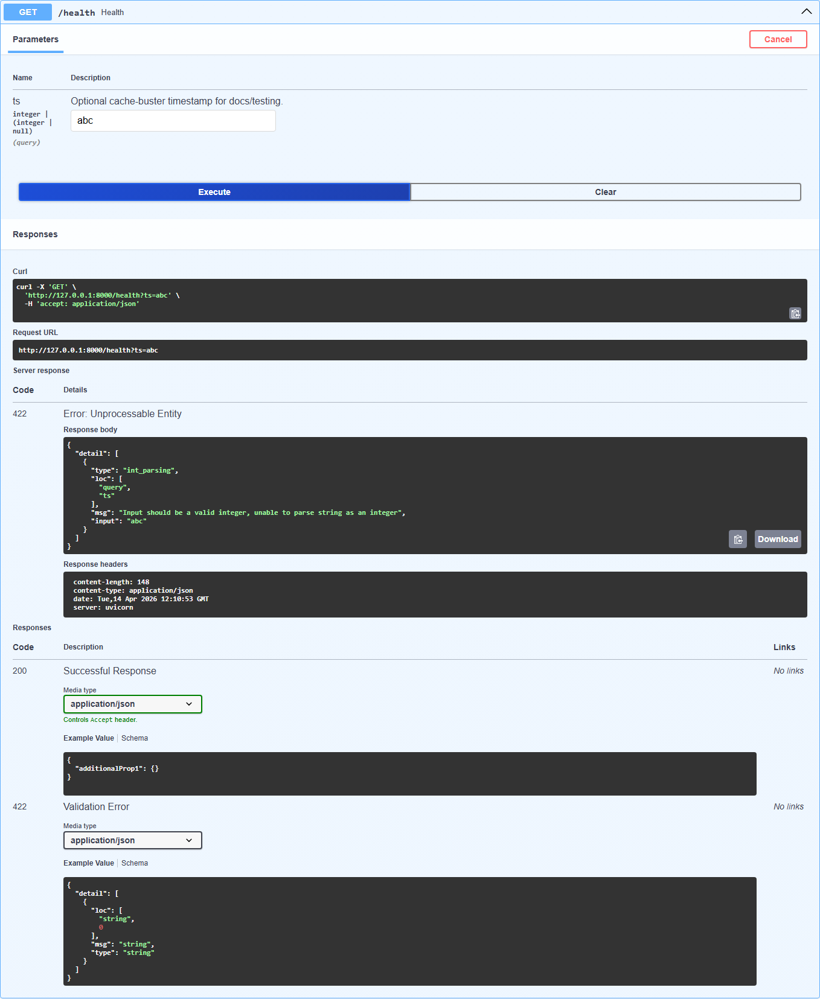 GET /health Health
Parameters
Cancel
Name Description
ts
integer |
(integer |
null)
(query)
Optional cache-buster timestamp for docs/testing.
abc
Execute
Clear
Responses
Curl
curl -X 'GET' \
  'http://127.0.0.1:8000/health?ts=abc' \
  -H 'accept: application/json'
Request URL
http://127.0.0.1:8000/health?ts=abc
Server response
Code Details
422 Error: Unprocessable Entity
Response body
{
  "detail": [
    {
      "type": "int_parsing",
      "loc": [
        "query",
        "ts"
      ],
      "msg": "Input should be a valid integer, unable to parse string as an integer",
      "input": "abc"
    }
  ]
}
Download
Response headers
content-length: 148
content-type: application/json
date: Tue,14 Apr 2026 12:10:53 GMT
server: uvicorn
Responses
Code Description Links
200 Successful Response No links
Media type
application/json
Controls Accept header.
Example Value Schema
{
  "additionalProp1": {}
}
422 Validation Error No links
Media type
application/json
Example Value Schema
{
  "detail": [
    {
      "loc": [
        "string",
        0
      ],
      "msg": "string",
      "type": "string"
    }
  ]
}